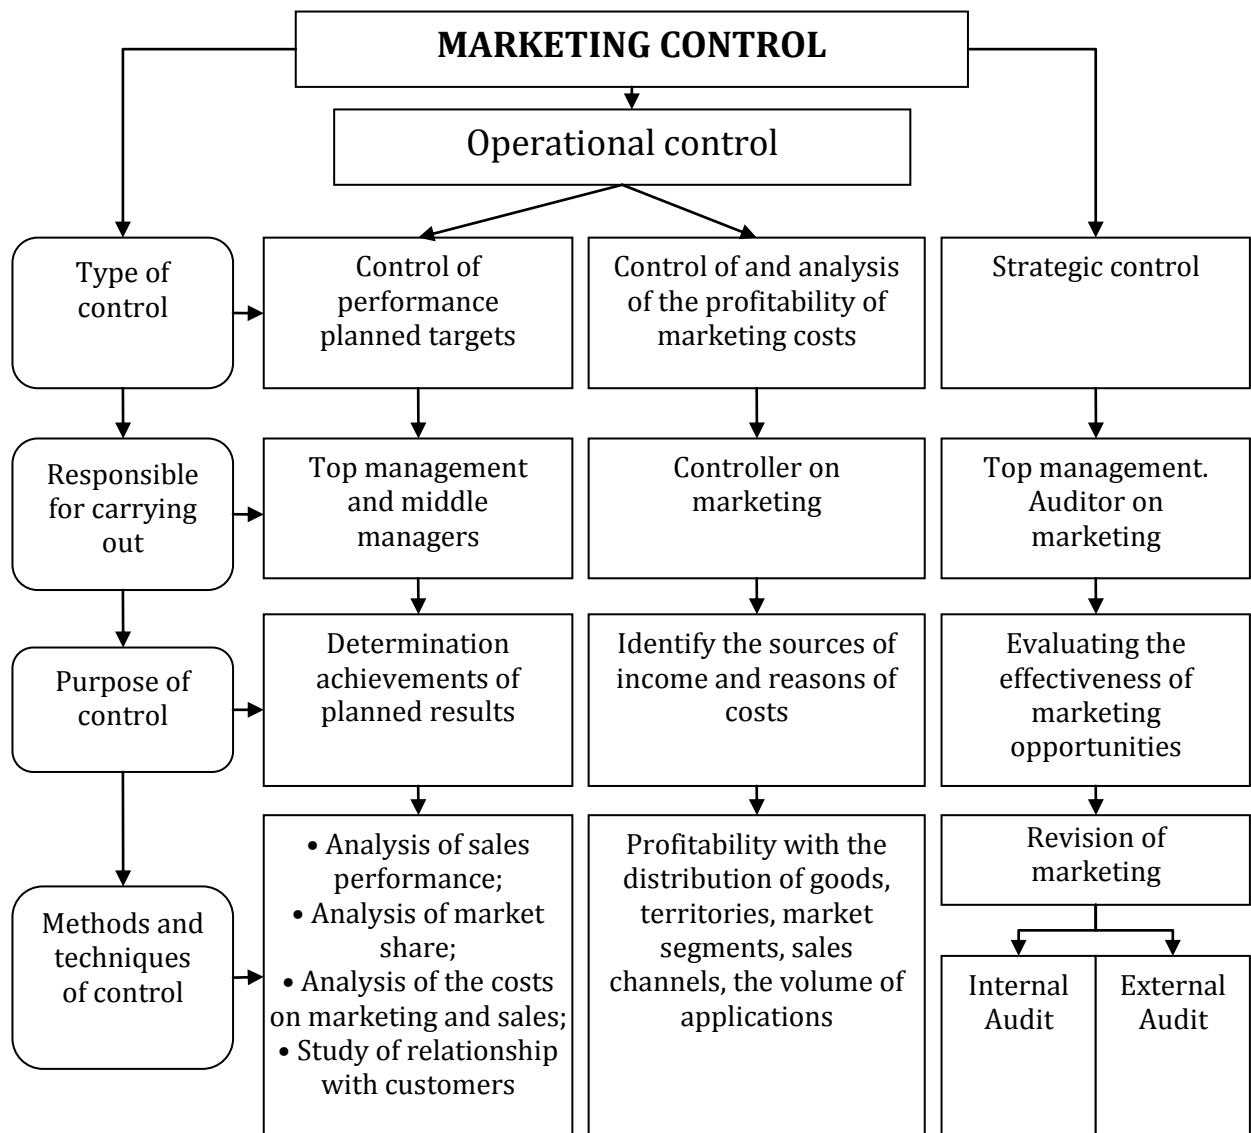 MARKETING CONTROL
Operational control
Type of
control
Control of
performance
planned targets
Control of and analysis
of the profitability of
marketing costs
Strategic control
Responsible
for carrying
out
Top management
and middle
managers
Controller on
marketing
Top management.
Auditor on
marketing
Purpose of
control
Determination
achievements of
planned results
Identify the sources of
income and reasons of
costs
Evaluating the
effectiveness of
marketing
opportunities
Methods and
techniques
of control
• Analysis of sales
performance;
• Analysis of market
share;
• Analysis of the costs
on marketing and sales;
• Study of relationship
with customers
Profitability with the
distribution of goods,
territories, market
segments, sales
channels, the volume of
applications
Revision of
marketing
Internal
Audit
External
Audit